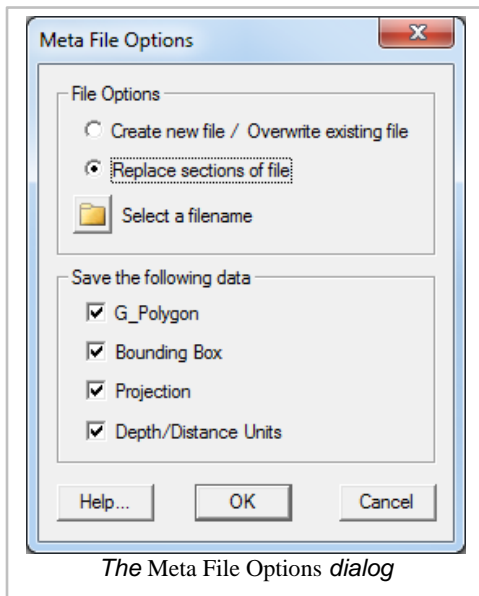 Meta File Options
File Options
Create new file / Overwrite existing file
Replace sections of file
Select a filename
Save the following data
G_Polygon
Bounding Box
Projection
Depth/Distance Units
Help...
OK
Cancel
The Meta File Options dialog